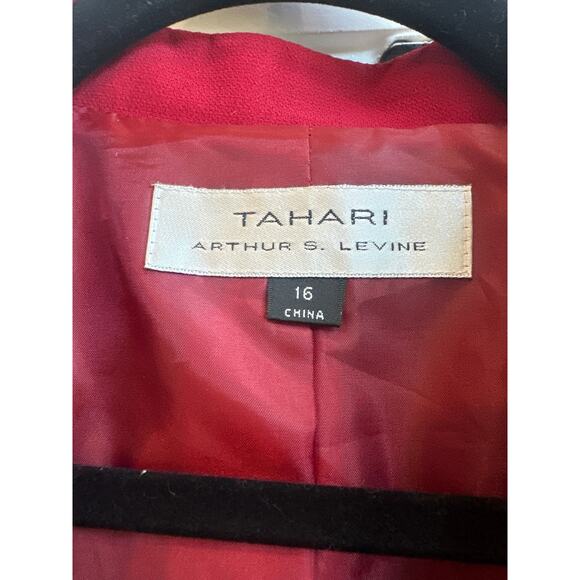 TAHARI
ARTHUR S. LEVINE
16
CHINA